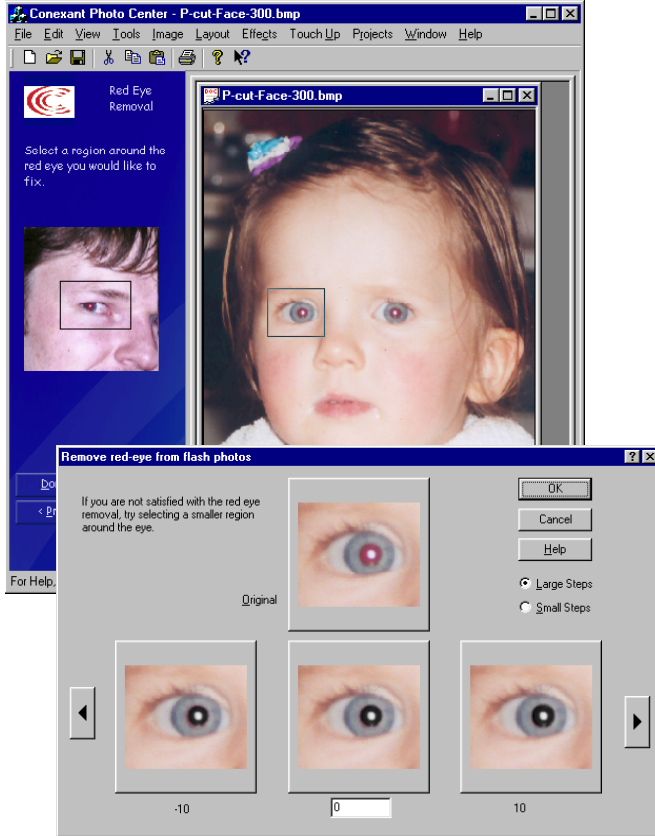 Conexant Photo Center - P-cut-Face-300.bmp
File Edit View Tools Image Layout Effects Touch Up Projects Window Help
Red Eye
Removal
P-cut-Face-300.bmp
Select a region around the
red eye you would like to
fix.
Remove red-eye from flash photos
If you are not satisfied with the red eye
removal, try selecting a smaller region
around the eye.
OK
Cancel
Help
Large Steps
Small Steps
Original
For Help,
-10
0
10